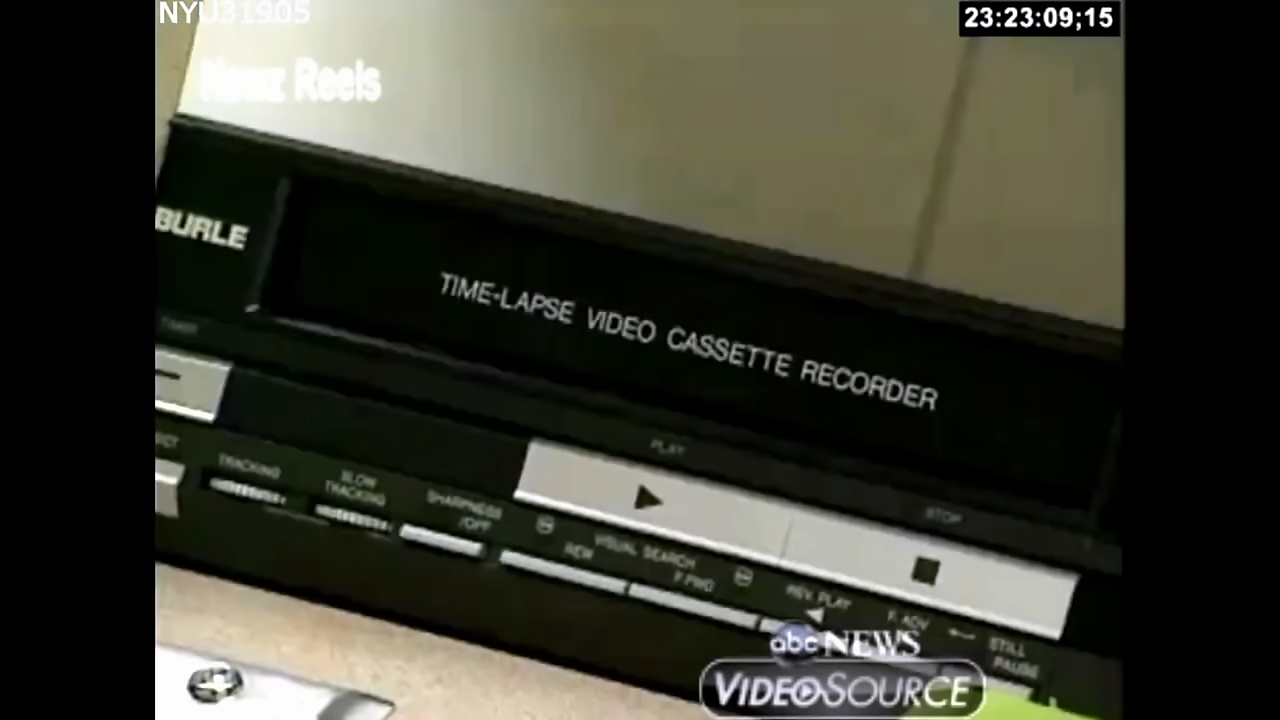 NYU31905
23:23:09;15
Newz Reels
BURLE
TIME-LAPSE VIDEO CASSETTE RECORDER
TIMER
PLAY
STOP
TRACKING
SLOW
TRACKING
SHARPNESS
/OFF
VISUAL SEARCH
REW
F.FWD
REV. PLAY
F. ADV
STILL
PAUSE
abc NEWS
VIDEOSOURCE